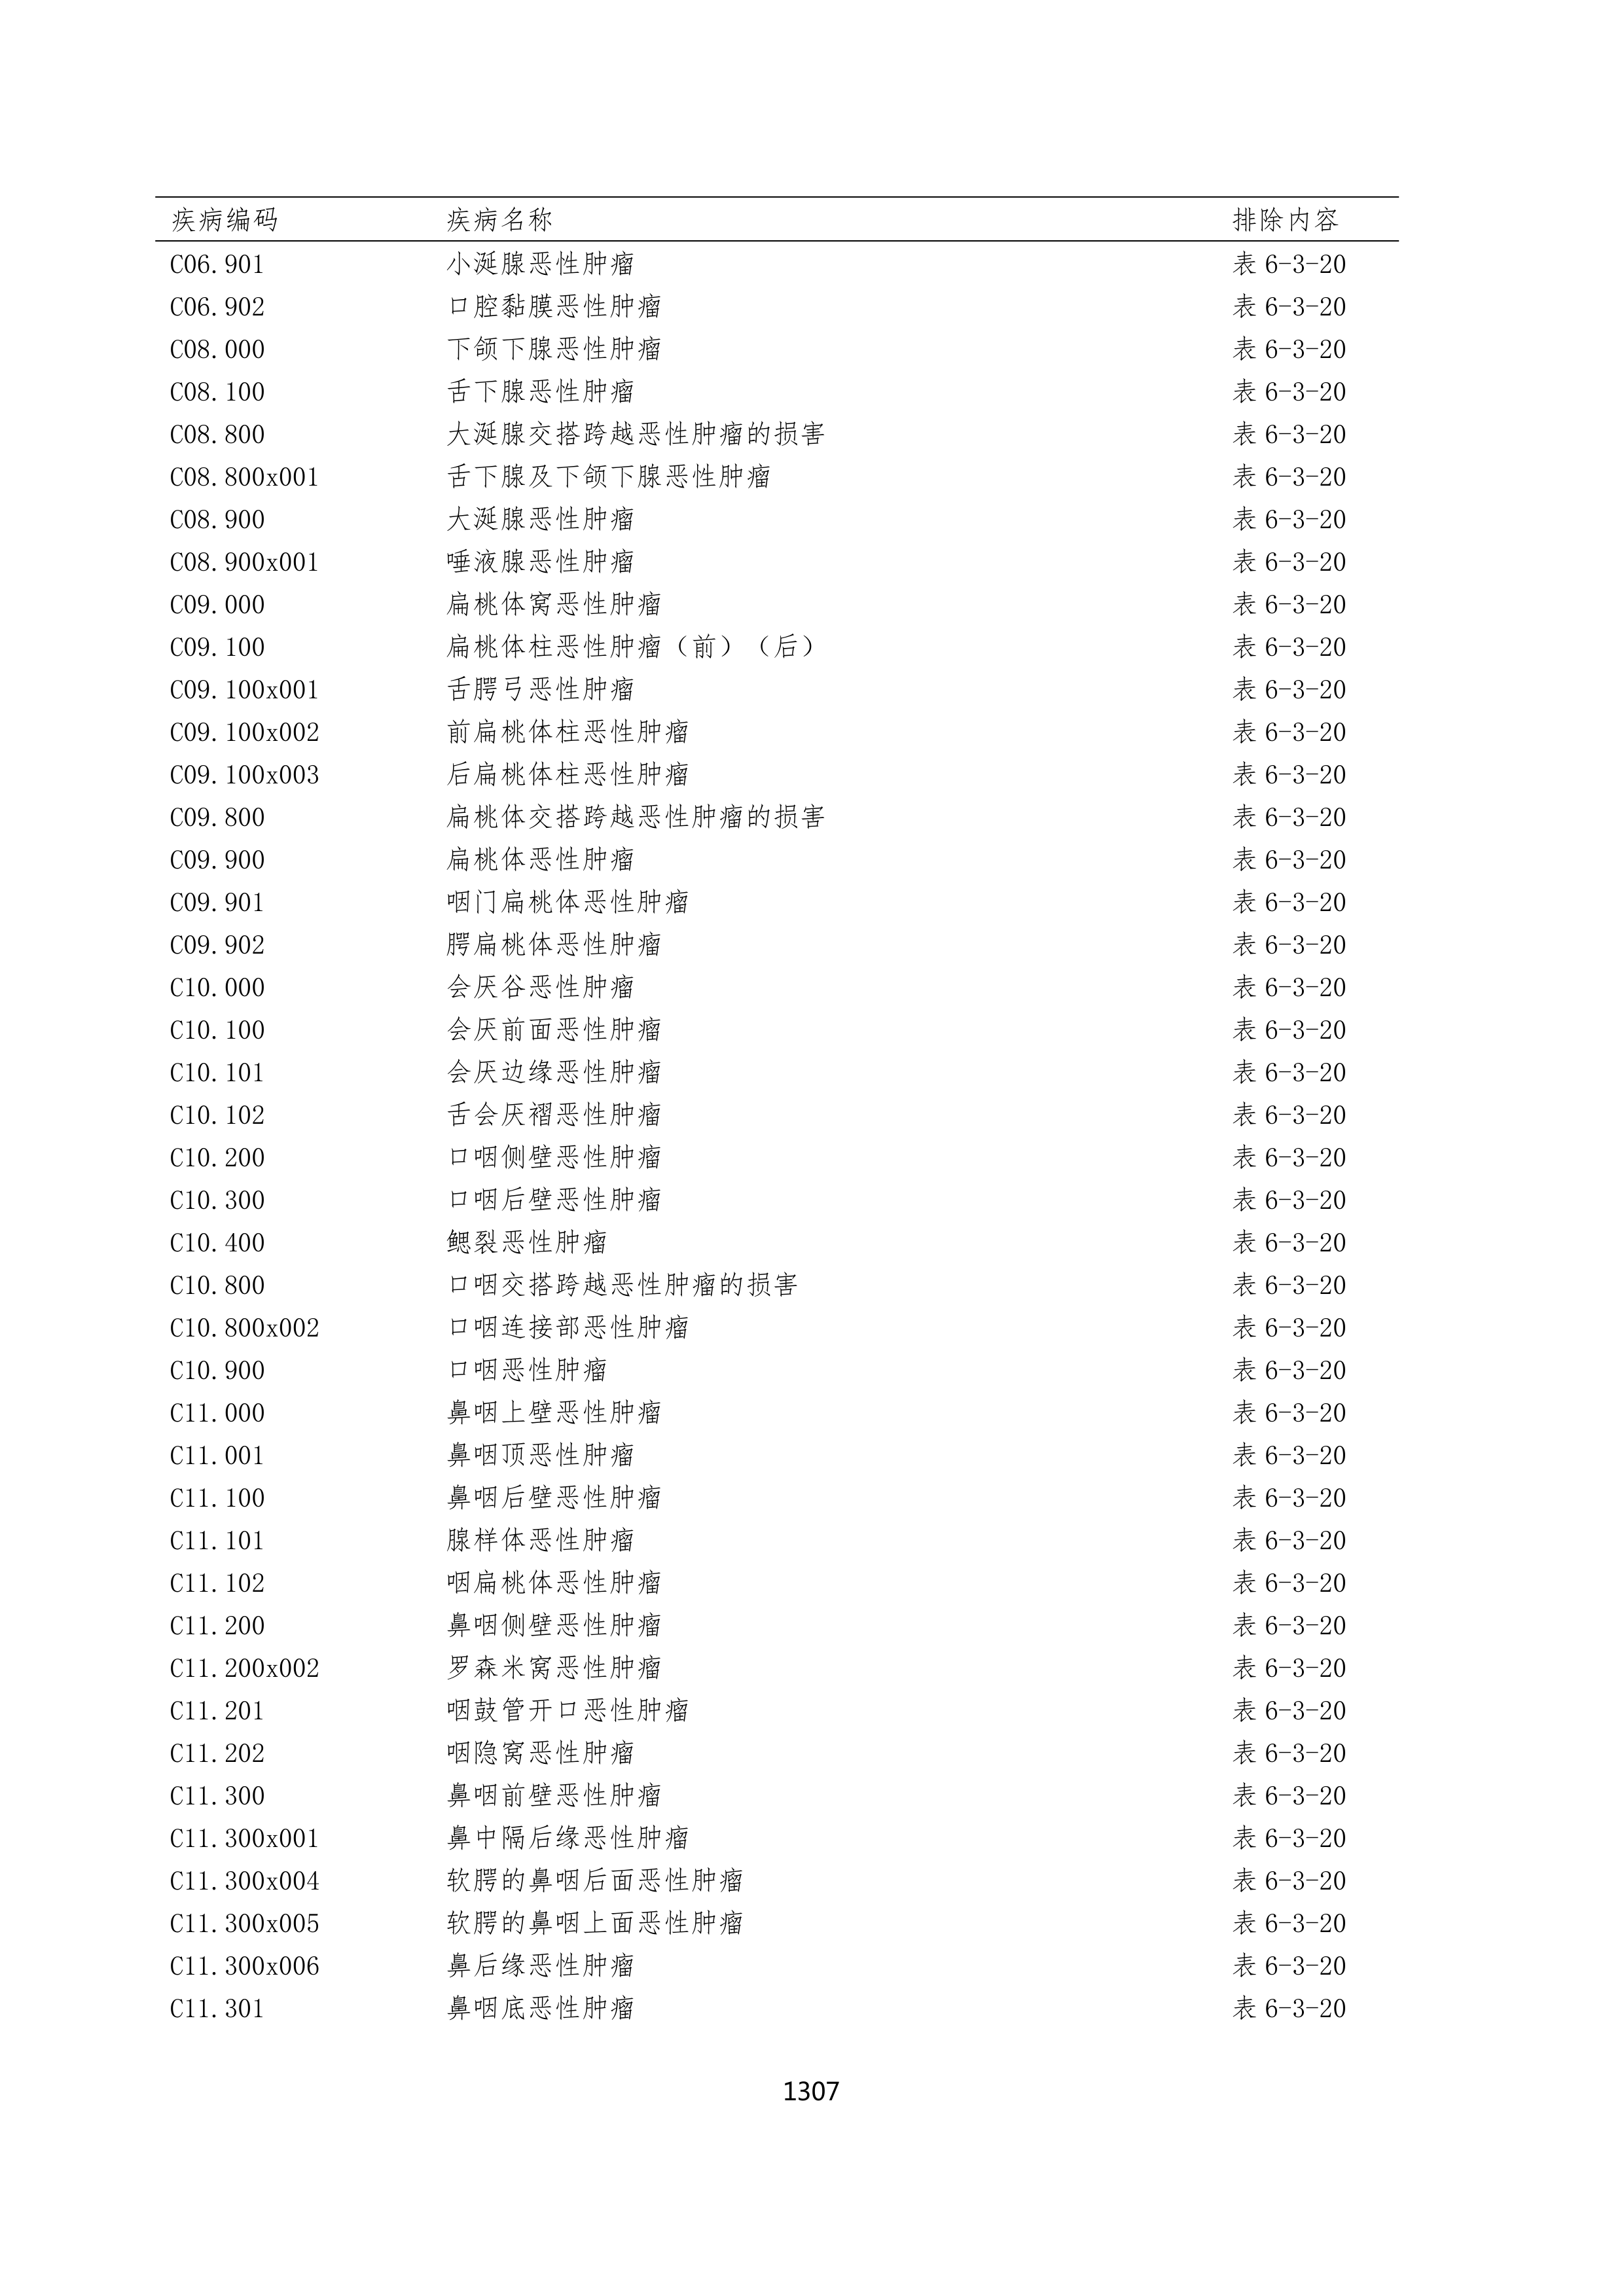 疾病编码 疾病名称 排除内容
C06.901 小涎腺恶性肿瘤 表 6-3-20
C06.902 口腔黏膜恶性肿瘤 表 6-3-20
C08.000 下颌下腺恶性肿瘤 表 6-3-20
C08.100 舌下腺恶性肿瘤 表 6-3-20
C08.800 大涎腺交搭跨越恶性肿瘤的损害 表 6-3-20
C08.800x001 舌下腺及下颌下腺恶性肿瘤 表 6-3-20
C08.900 大涎腺恶性肿瘤 表 6-3-20
C08.900x001 唾液腺恶性肿瘤 表 6-3-20
C09.000 扁桃体窝恶性肿瘤 表 6-3-20
C09.100 扁桃体柱恶性肿瘤（前）（后） 表 6-3-20
C09.100x001 舌腭弓恶性肿瘤 表 6-3-20
C09.100x002 前扁桃体柱恶性肿瘤 表 6-3-20
C09.100x003 后扁桃体柱恶性肿瘤 表 6-3-20
C09.800 扁桃体交搭跨越恶性肿瘤的损害 表 6-3-20
C09.900 扁桃体恶性肿瘤 表 6-3-20
C09.901 咽门扁桃体恶性肿瘤 表 6-3-20
C09.902 腭扁桃体恶性肿瘤 表 6-3-20
C10.000 会厌谷恶性肿瘤 表 6-3-20
C10.100 会厌前面恶性肿瘤 表 6-3-20
C10.101 会厌边缘恶性肿瘤 表 6-3-20
C10.102 舌会厌褶恶性肿瘤 表 6-3-20
C10.200 口咽侧壁恶性肿瘤 表 6-3-20
C10.300 口咽后壁恶性肿瘤 表 6-3-20
C10.400 鳃裂恶性肿瘤 表 6-3-20
C10.800 口咽交搭跨越恶性肿瘤的损害 表 6-3-20
C10.800x002 口咽连接部恶性肿瘤 表 6-3-20
C10.900 口咽恶性肿瘤 表 6-3-20
C11.000 鼻咽上壁恶性肿瘤 表 6-3-20
C11.001 鼻咽顶恶性肿瘤 表 6-3-20
C11.100 鼻咽后壁恶性肿瘤 表 6-3-20
C11.101 腺样体恶性肿瘤 表 6-3-20
C11.102 咽扁桃体恶性肿瘤 表 6-3-20
C11.200 鼻咽侧壁恶性肿瘤 表 6-3-20
C11.200x002 罗森米窝恶性肿瘤 表 6-3-20
C11.201 咽鼓管开口恶性肿瘤 表 6-3-20
C11.202 咽隐窝恶性肿瘤 表 6-3-20
C11.300 鼻咽前壁恶性肿瘤 表 6-3-20
C11.300x001 鼻中隔后缘恶性肿瘤 表 6-3-20
C11.300x004 软腭的鼻咽后面恶性肿瘤 表 6-3-20
C11.300x005 软腭的鼻咽上面恶性肿瘤 表 6-3-20
C11.300x006 鼻后缘恶性肿瘤 表 6-3-20
C11.301 鼻咽底恶性肿瘤 表 6-3-20
1307